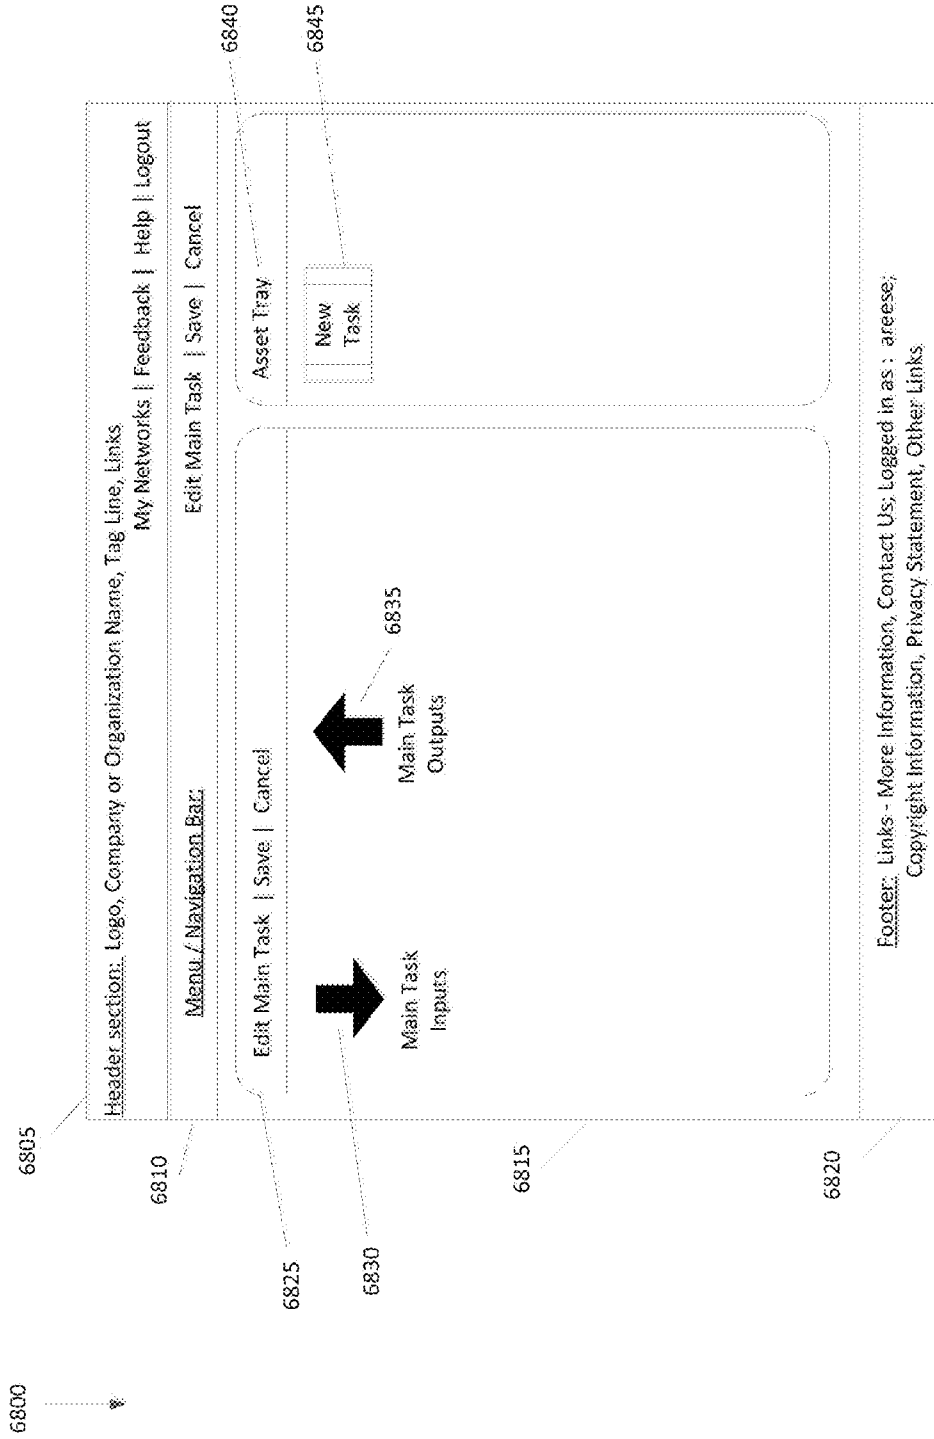 6800
6805
Header section: Logo, Company or Organization Name, Tag Line, Links
My Networks | Feedback | Help | Logout
6810
Menu / Navigation Bar:
Edit Main Task | Save | Cancel
6825
Edit Main Task | Save | Cancel
Asset Tray
6840
6830
6835
Main Task
Inputs
Main Task
Outputs
New
Task
6845
6815
6820
Footer: Links - More Information, Contact Us; Logged in as : areese;
Copyright Information, Privacy Statement, Other Links